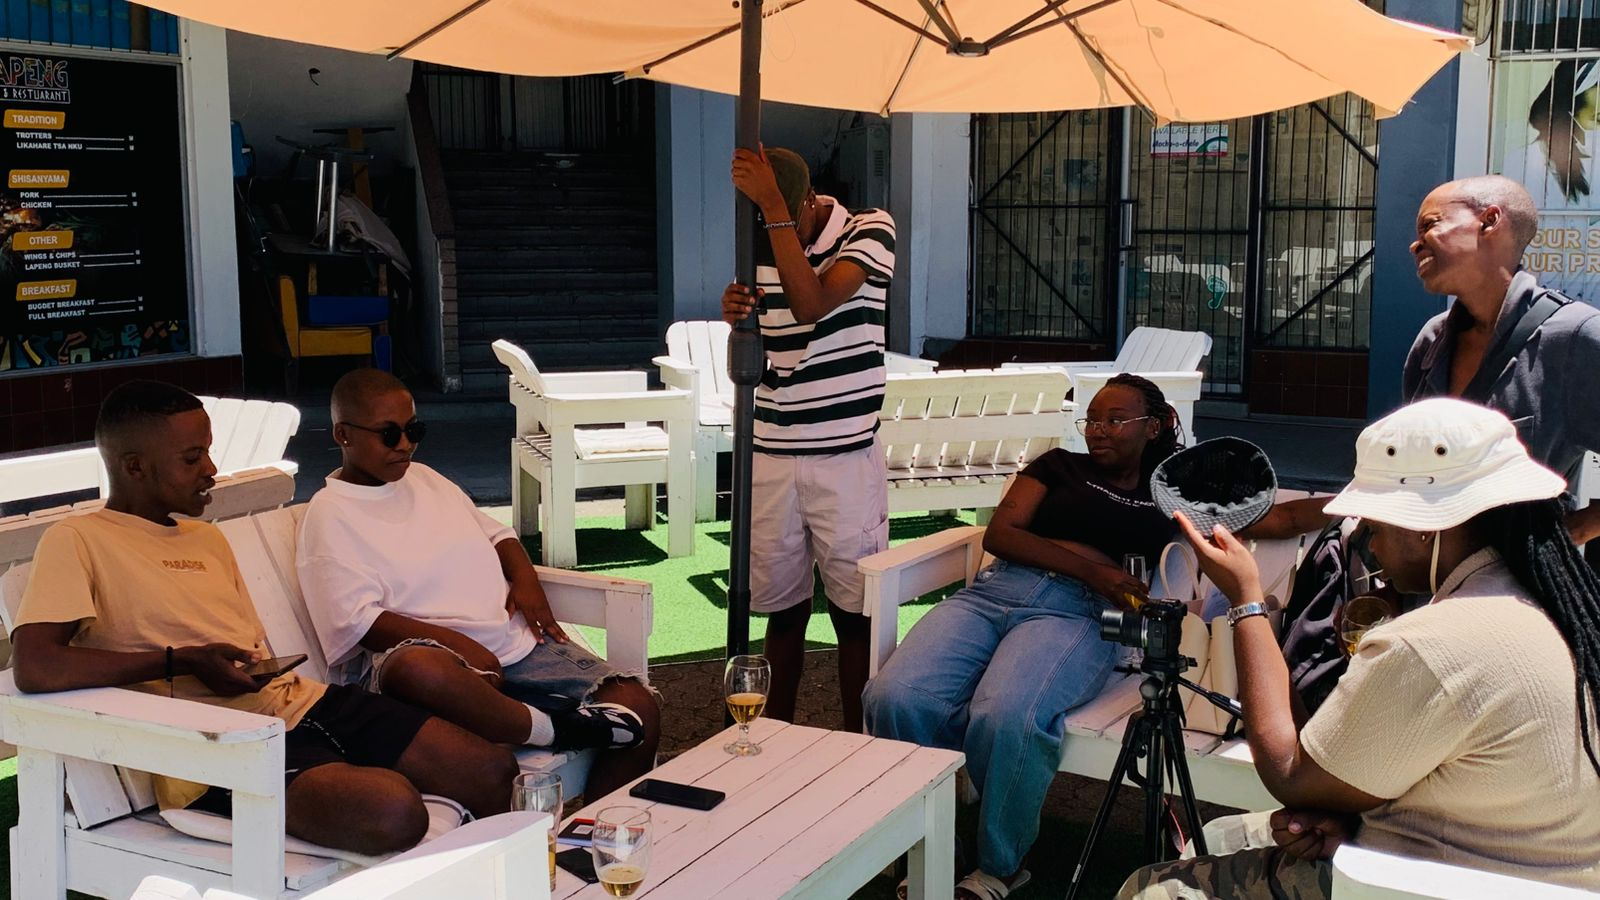 APENG
& RESTUARANT
TRADITION
TROTTERS
LIKAHARE TSA NKU
SHISANYAMA
PORK
CHICKEN
OTHER
WINGS & CHIPS
LAPENG BUSKET
BREAKFAST
BUGDET BREAKFAST
FULL BREAKFAST
AVAILABLE HERE!
OUR S
OUR PR
PARADISE